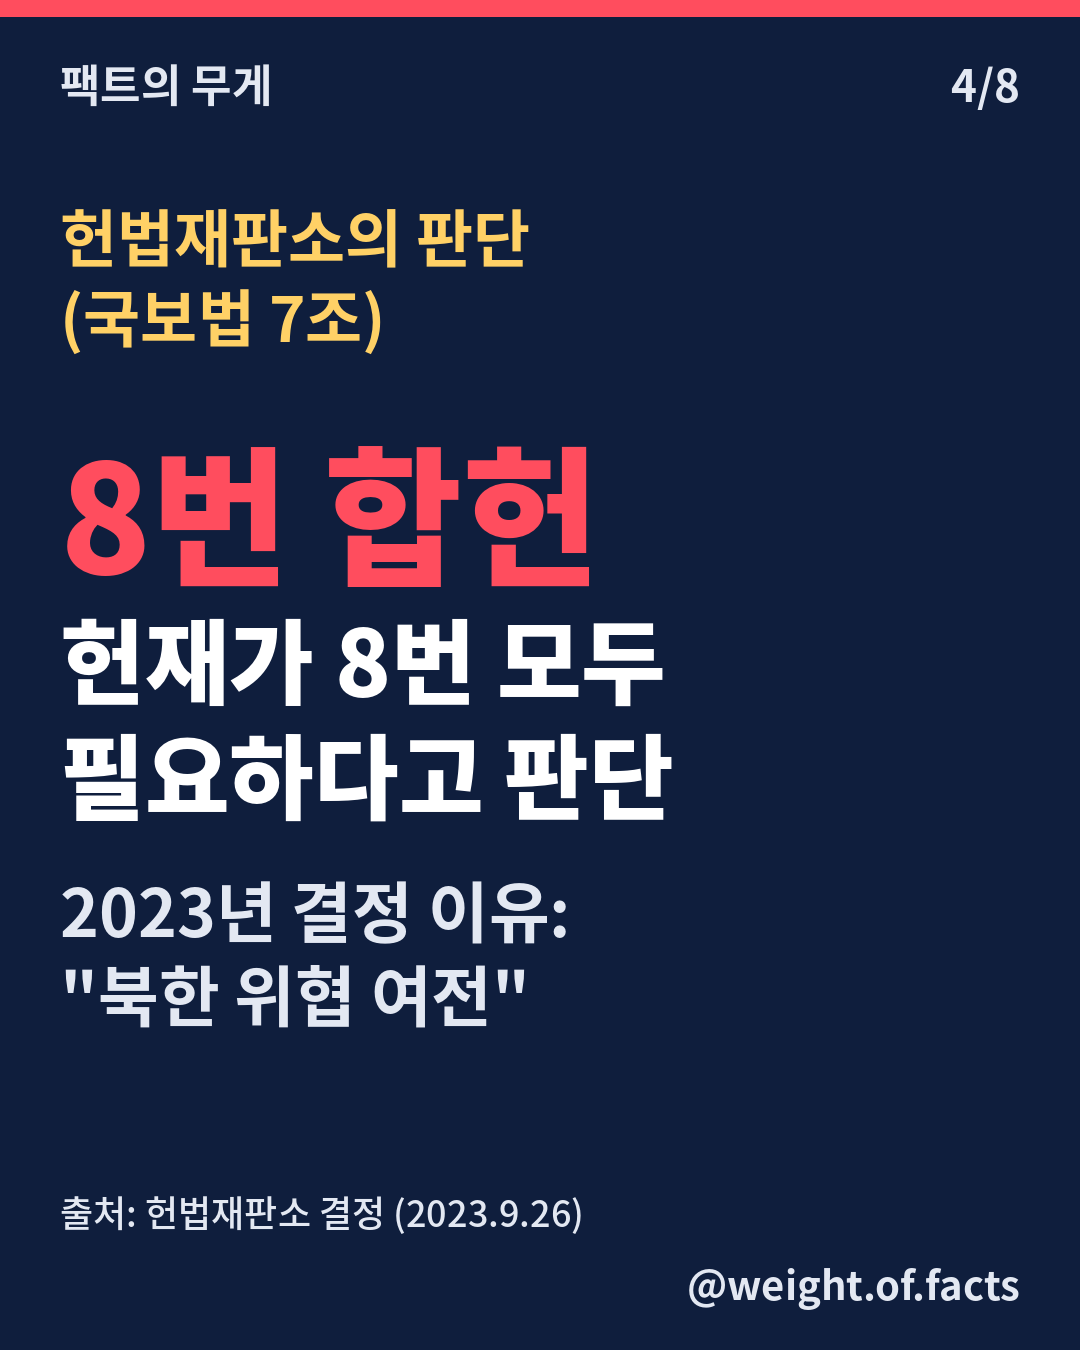 팩트의 무게
4/8
헌법재판소의 판단
(국보법 7조)
8번 합헌
헌재가 8번 모두
필요하다고 판단
2023년 결정 이유:
"북한 위협 여전"
출처: 헌법재판소 결정 (2023.9.26)
@weight.of.facts